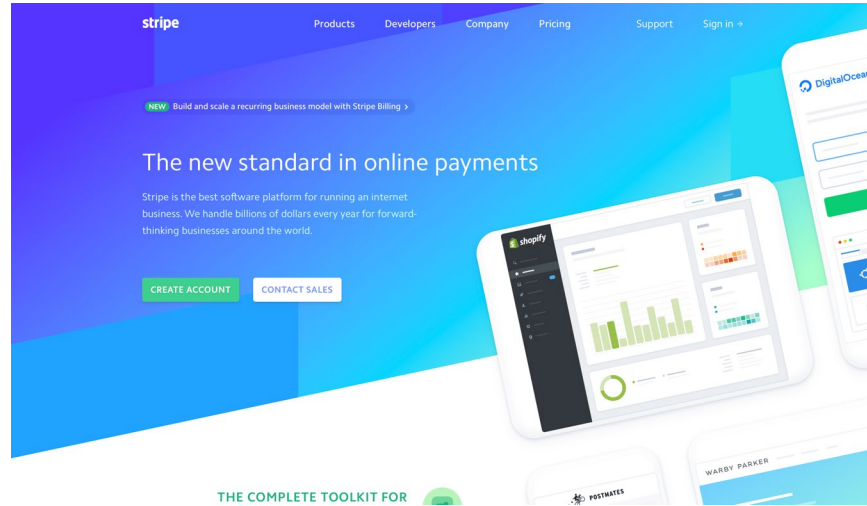 stripe
Products Developers Company Pricing Support Sign in →
NEW Build and scale a recurring business model with Stripe Billing >
The new standard in online payments
Stripe is the best software platform for running an internet
business. We handle billions of dollars every year for forward-
thinking businesses around the world.
CREATE ACCOUNT CONTACT SALES
DigitalOcean
shopify
THE COMPLETE TOOLKIT FOR
POSTMATES
WARBY PARKER